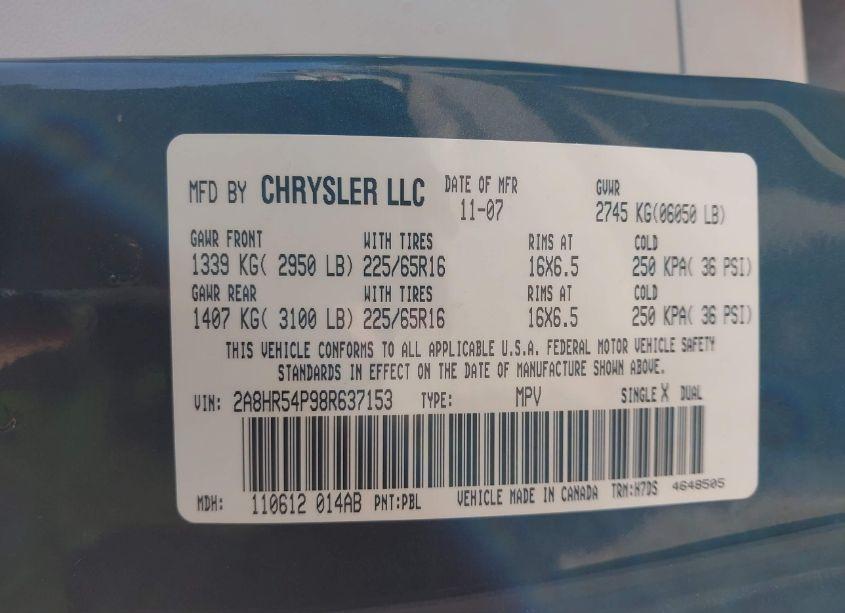 MFD BY CHRYSLER LLC DATE OF MFR 11-07 GVWR 2745 KG(06050 LB)
GAWR FRONT WITH TIRES RIMS AT COLD
1339 KG( 2950 LB) 225/65R16 16X6.5 250 KPA( 36 PSI)
GAWR REAR WITH TIRES RIMS AT COLD
1407 KG( 3100 LB) 225/65R16 16X6.5 250 KPA( 36 PSI)
THIS VEHICLE CONFORMS TO ALL APPLICABLE U.S.A. FEDERAL MOTOR VEHICLE SAFETY
STANDARDS IN EFFECT ON THE DATE OF MANUFACTURE SHOWN ABOVE.
VIN: 2A8HR54P98R637153 TYPE: MPV SINGLE X DUAL
MDH: 110612 014AB PNT:PBL VEHICLE MADE IN CANADA TRM:H7DS 4648505